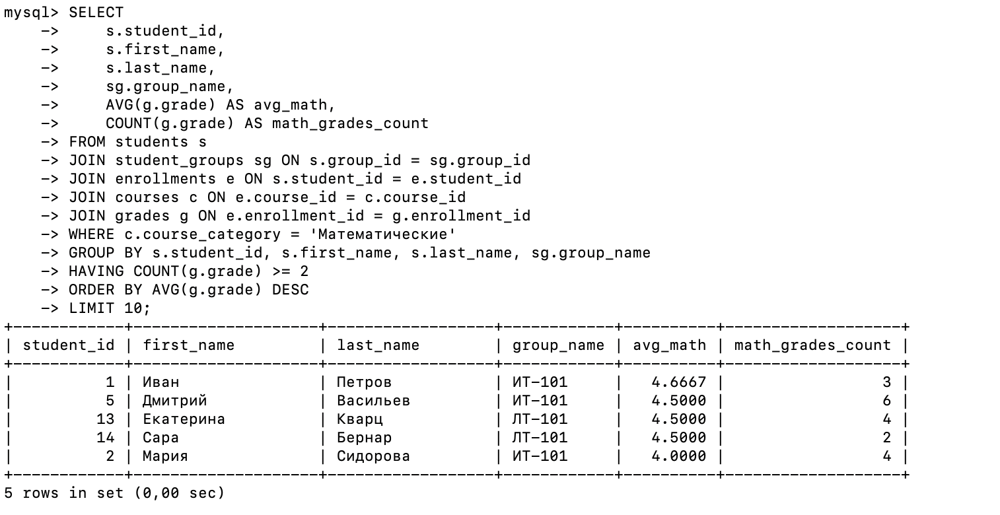 mysql> SELECT
    ->     s.student_id,
    ->     s.first_name,
    ->     s.last_name,
    ->     sg.group_name,
    ->     AVG(g.grade) AS avg_math,
    ->     COUNT(g.grade) AS math_grades_count
    -> FROM students s
    -> JOIN student_groups sg ON s.group_id = sg.group_id
    -> JOIN enrollments e ON s.student_id = e.student_id
    -> JOIN courses c ON e.course_id = c.course_id
    -> JOIN grades g ON e.enrollment_id = g.enrollment_id
    -> WHERE c.course_category = 'Математические'
    -> GROUP BY s.student_id, s.first_name, s.last_name, sg.group_name
    -> HAVING COUNT(g.grade) >= 2
    -> ORDER BY AVG(g.grade) DESC
    -> LIMIT 10;
+------------+--------------------+------------------+------------+----------+-------------------+
| student_id | first_name         | last_name        | group_name | avg_math | math_grades_count |
+------------+--------------------+------------------+------------+----------+-------------------+
|          1 | Иван               | Петров           | ИТ-101     |   4.6667 |                 3 |
|          5 | Дмитрий            | Васильев         | ИТ-101     |   4.5000 |                 6 |
|         13 | Екатерина          | Кварц            | ЛТ-101     |   4.5000 |                 4 |
|         14 | Сара               | Бернар           | ЛТ-101     |   4.5000 |                 2 |
|          2 | Мария              | Сидорова         | ИТ-101     |   4.0000 |                 4 |
+------------+--------------------+------------------+------------+----------+-------------------+
5 rows in set (0,00 sec)